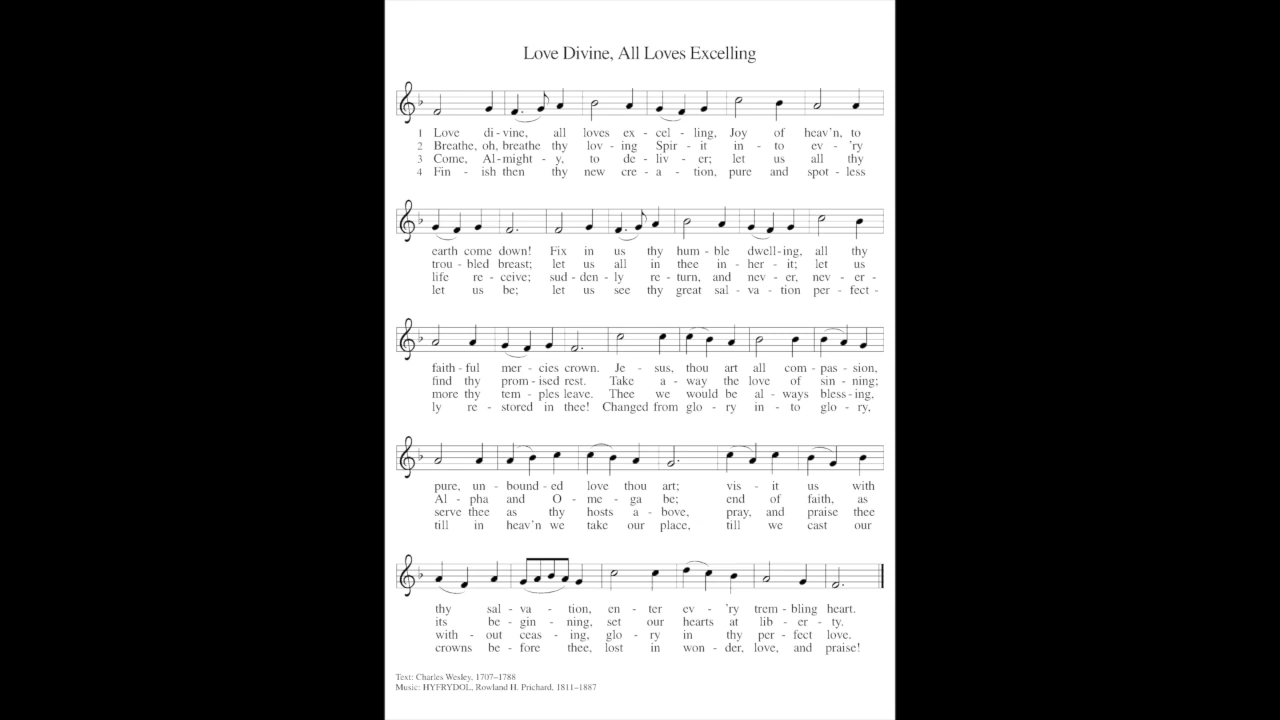 Love Divine, All Loves Excelling
1 Love di - vine, all loves ex - cel - ling, Joy of heav'n, to
2 Breathe, oh, breathe thy lov - ing Spir - it in - to ev - 'ry
3 Come, Al - might - y, to de - liv - er; let us all thy
4 Fin - ish then thy new cre - a - tion, pure and spot - less
earth come down! Fix in us thy hum - ble dwell - ing, all thy
trou - bled breast; let us all in thee in - her - it; let us
life re - ceive; sud - den - ly re - turn, and nev - er, nev - er -
let us be; let us see thy great sal - va - tion per - fect -
faith - ful mer - cies crown. Je - sus, thou art all com - pas - sion,
find thy prom - ised rest. Take a - way the love of sin - ning;
more thy tem - ples leave. Thee we would be al - ways bless - ing,
ly re - stored in thee! Changed from glo - ry in - to glo - ry,
pure, un - bound - ed love thou art; vis - it us with
Al - pha and O - me - ga be; end of faith, as
serve thee as thy hosts a - bove, pray, and praise thee
till in heav'n we take our place, till we cast our
thy sal - va - tion, en - ter ev - 'ry trem - bling heart.
its be - gin - ning, set our hearts at lib - er - ty.
with - out ceas - ing, glo - ry in thy per - fect love.
crowns be - fore thee, lost in won - der, love, and praise!
Text: Charles Wesley, 1707–1788
Music: HYFRYDOL, Rowland H. Prichard, 1811–1887